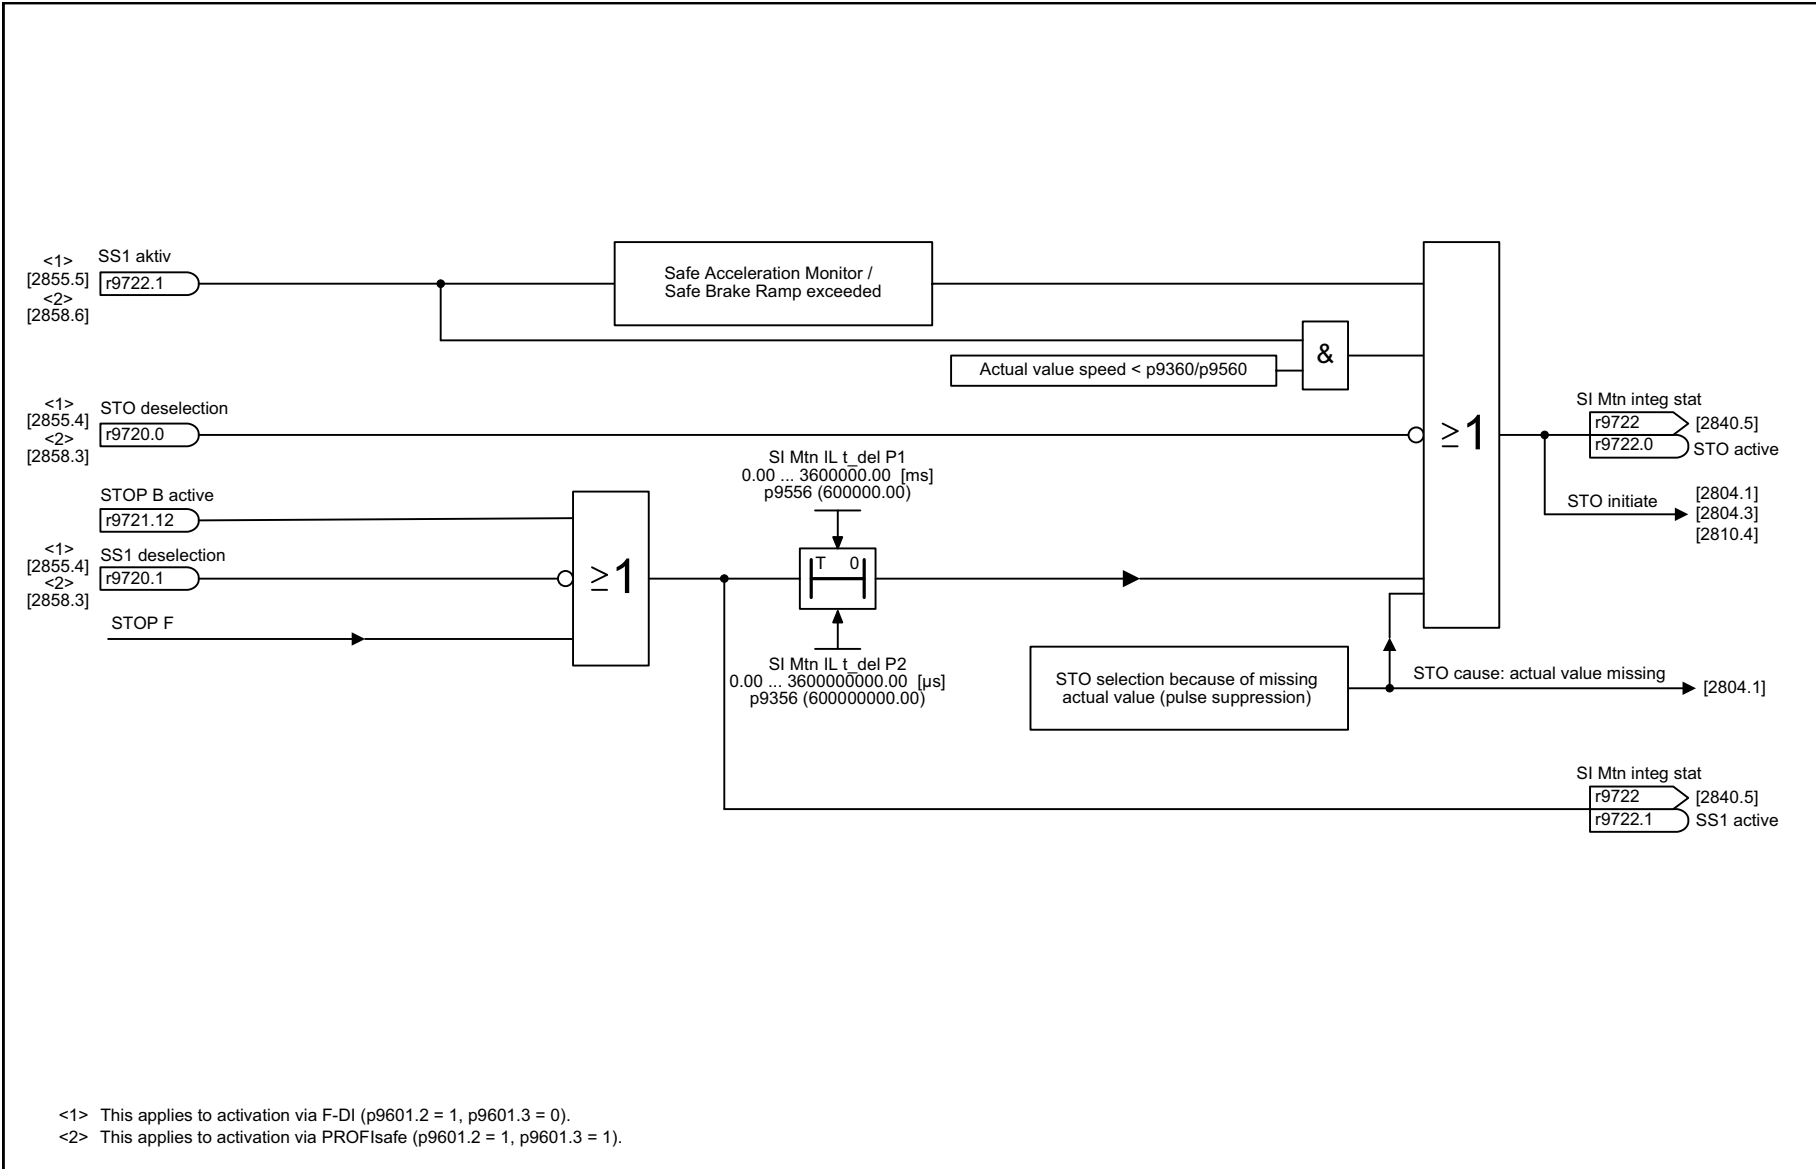 <1>
[2855.5]
<2>
[2858.6]
SS1 aktiv
r9722.1
Safe Acceleration Monitor /
Safe Brake Ramp exceeded
&
Actual value speed < p9360/p9560
<1>
[2855.4]
<2>
[2858.3]
STO deselection
r9720.0
≥1
SI Mtn integ stat
r9722
[2840.5]
r9722.0
STO active
STO initiate
[2804.1]
[2804.3]
[2810.4]
SI Mtn IL t_del P1
0.00 ... 3600000.00 [ms]
p9556 (600000.00)
STOP B active
r9721.12
<1>
[2855.4]
<2>
[2858.3]
SS1 deselection
r9720.1
STOP F
≥1
T 0
SI Mtn IL t_del P2
0.00 ... 3600000000.00 [µs]
p9356 (600000000.00)
STO selection because of missing
actual value (pulse suppression)
STO cause: actual value missing
[2804.1]
SI Mtn integ stat
r9722
[2840.5]
r9722.1
SS1 active
<1> This applies to activation via F-DI (p9601.2 = 1, p9601.3 = 0).
<2> This applies to activation via PROFIsafe (p9601.2 = 1, p9601.3 = 1).